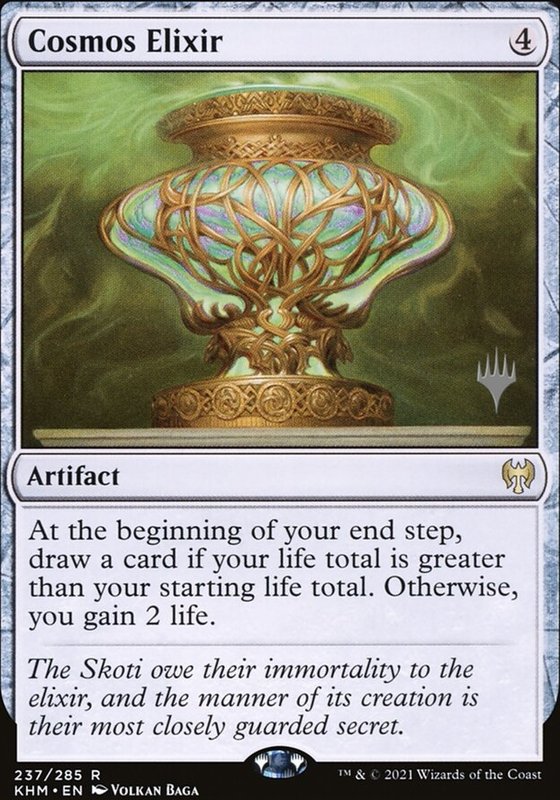 Cosmos Elixir 4
Artifact
At the beginning of your end step,
draw a card if your life total is greater
than your starting life total. Otherwise,
you gain 2 life.
The Skoti owe their immortality to the
elixir, and the manner of its creation is
their most closely guarded secret.
237/285 R
KHM • EN Volkan Baga
™ & © 2021 Wizards of the Coast